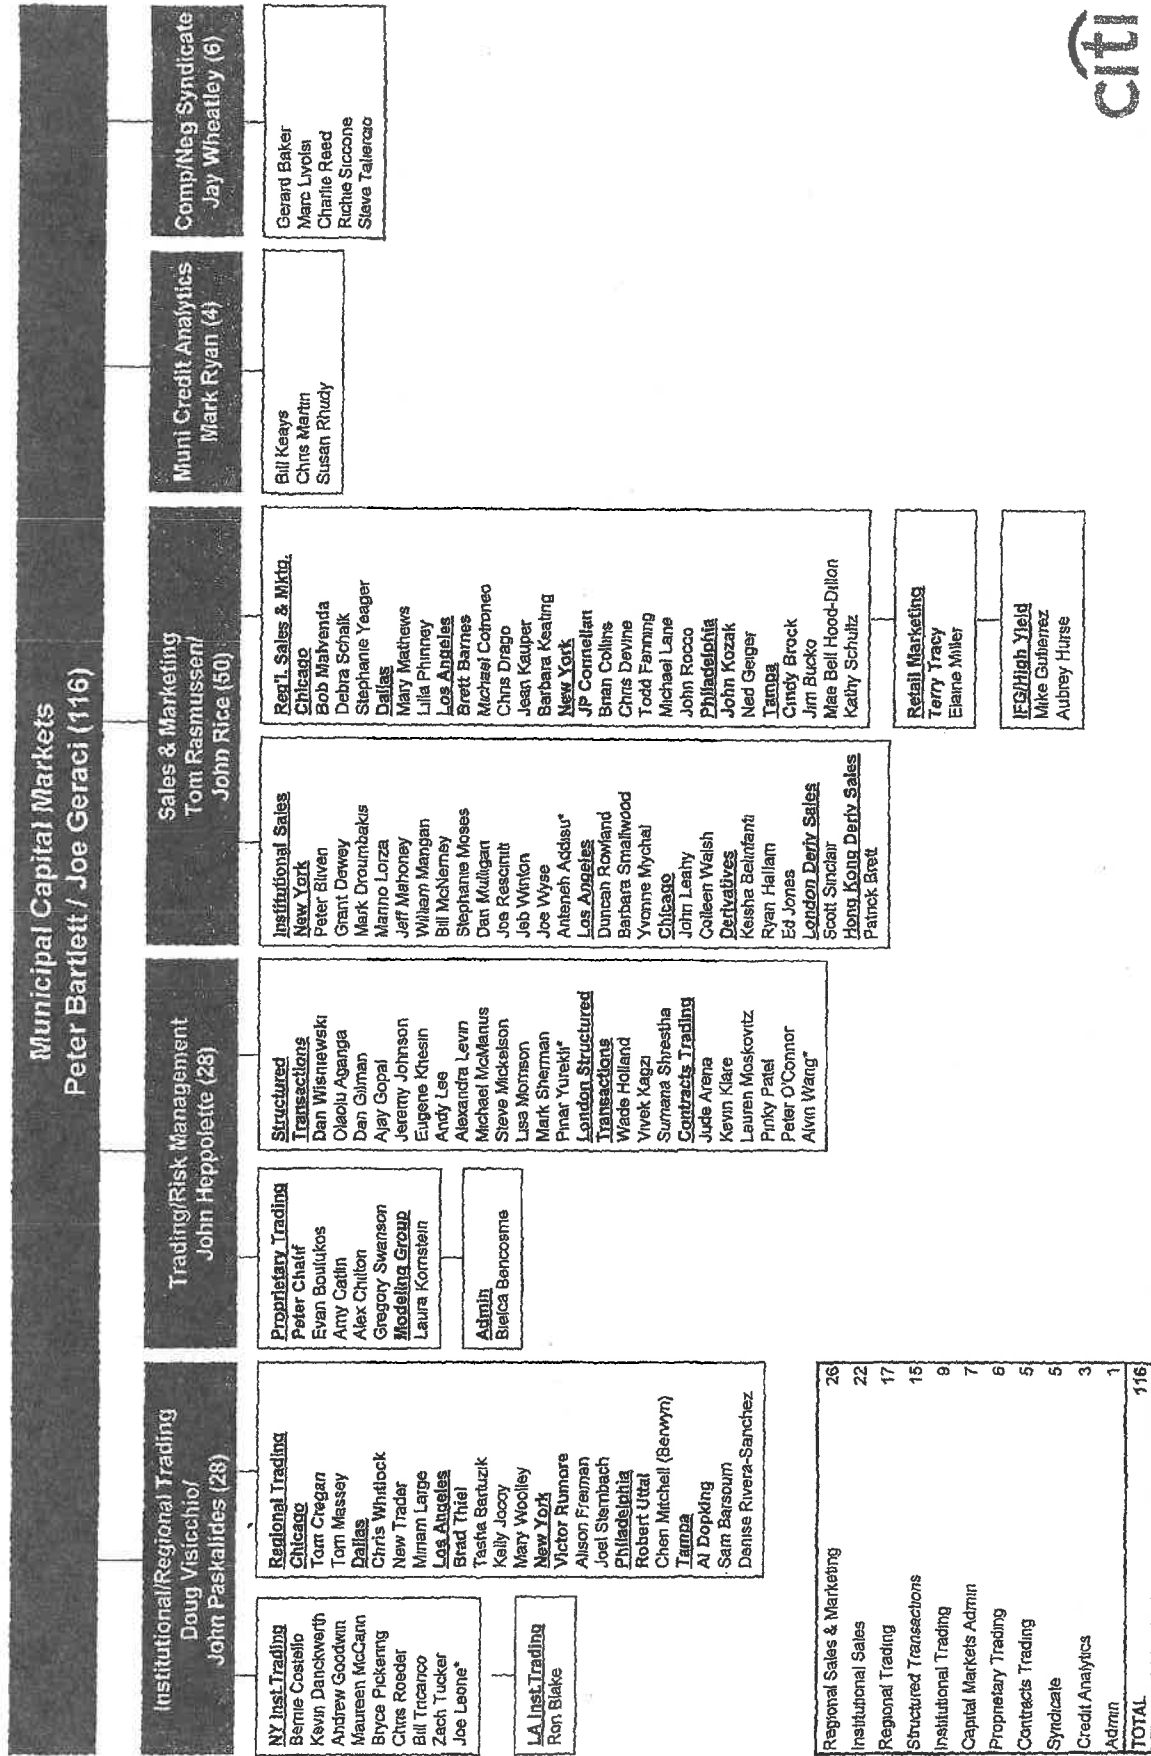 Municipal Capital Markets
Peter Bartlett / Joe Geraci (116)
Institutional/Regional Trading
Doug Visicchio/
John Paskalides (28)
NY Inst Trading
Bernie Costello
Kevin Danckwerth
Andrew Goodwin
Maureen McCann
Bryce Pickering
Chris Roeder
Bill Tricarico
Zach Tucker
Joe Leone*
LA Inst Trading
Ron Blake
Regional Trading
Chicago
Tom Cregan
Tom Massey
Dallas
Chris Whitlock
New Trader
Miriam Large
Los Angeles
Brad Thiel
Tasha Bartuzik
Kelly Jocoy
Mary Woolley
New York
Victor Rumore
Alison Freiman
Joel Sternbach
Philadelphia
Robert Uttal
Chen Mitchell (Berwyn)
Tampa
Al Dopking
Sam Barsoum
Denise Rivera-Sanchez
Trading/Risk Management
John Heppolette (28)
Proprietary Trading
Peter Chalif
Evan Boulukos
Amy Catlin
Alex Chilton
Gregory Swanson
Modeling Group
Laura Kornstein
Admin
Bielca Bencosme
Structured
Transactions
Dan Wisniewski
Olaolu Aganga
Dan Gilman
Ajay Gopal
Jeremy Johnson
Eugene Khesin
Andy Lee
Alexandra Levin
Michael McManus
Steve Mickelson
Lisa Morrison
Mark Sherman
Pinar Yurekli*
London Structured
Transactions
Wade Holland
Vivek Kagzi
Sumana Shrestha
Contracts Trading
Jude Arena
Kevin Klare
Lauren Moskovitz
Pinky Patel
Peter O'Connor
Alvin Wang*
Sales & Marketing
Tom Rasmussen/
John Rice (50)
Institutional Sales
New York
Peter Bliven
Grant Dewey
Mark Droumbakis
Marino Lorza
Jeff Mahoney
William Mangan
Bill McNerney
Stephanie Moses
Dan Mulligan
Joe Resciniti
Jeb Winton
Joe Wyse
Anteneh Addisu*
Los Angeles
Duncan Rowland
Barbara Smallwood
Yvonne Mychal
Chicago
John Leahy
Colleen Walsh
Derivatives
Keisha Belinfanti
Ryan Hallam
Ed Jones
London Deriv Sales
Scott Sinclair
Hong Kong Deriv Sales
Patrick Brett
Reg'l. Sales & Mktg.
Chicago
Bob Malvenda
Debra Schalk
Stephanie Yeager
Dallas
Mary Mathews
Lilla Phinney
Los Angeles
Brett Barnes
Michael Cotroneo
Chris Drago
Jean Kauper
Barbara Keating
New York
JP Connellan
Brian Collins
Chris Devine
Todd Fanning
Michael Lane
John Rocco
Philadelphia
John Kozak
Ned Geiger
Tampa
Cindy Brock
Jim Bucko
Mate Bell Hood-Dillon
Kathy Schultz
Retail Marketing
Terry Tracy
Elaine Miller
IFG/High Yield
Mike Gutierrez
Aubrey Hurse
Muni Credit Analytics
Mark Ryan (4)
Bill Keays
Chris Martin
Susan Rhudy
Comp/Neg Syndicate
Jay Wheatley (6)
Gerard Baker
Marc Livolsi
Charlie Reed
Richie Siccone
Steve Taliercio
Regional Sales & Marketing 26
Institutional Sales 22
Regional Trading 17
Structured Transactions 15
Institutional Trading 9
Capital Markets Admin 7
Proprietary Trading 6
Contracts Trading 5
Syndicate 5
Credit Analytics 3
Admin 1
TOTAL 116
citi